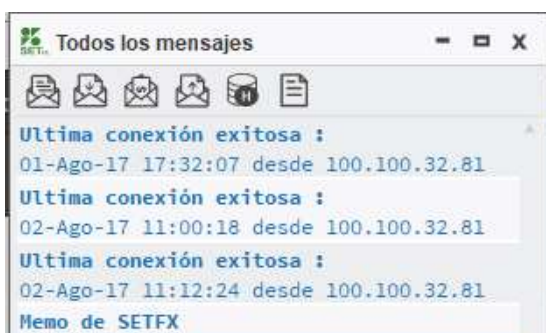 SET FX Todos los mensajes
Ultima conexión exitosa :
01-Ago-17 17:32:07 desde 100.100.32.81
Ultima conexión exitosa :
02-Ago-17 11:00:18 desde 100.100.32.81
Ultima conexión exitosa :
02-Ago-17 11:12:24 desde 100.100.32.81
Memo de SETFX